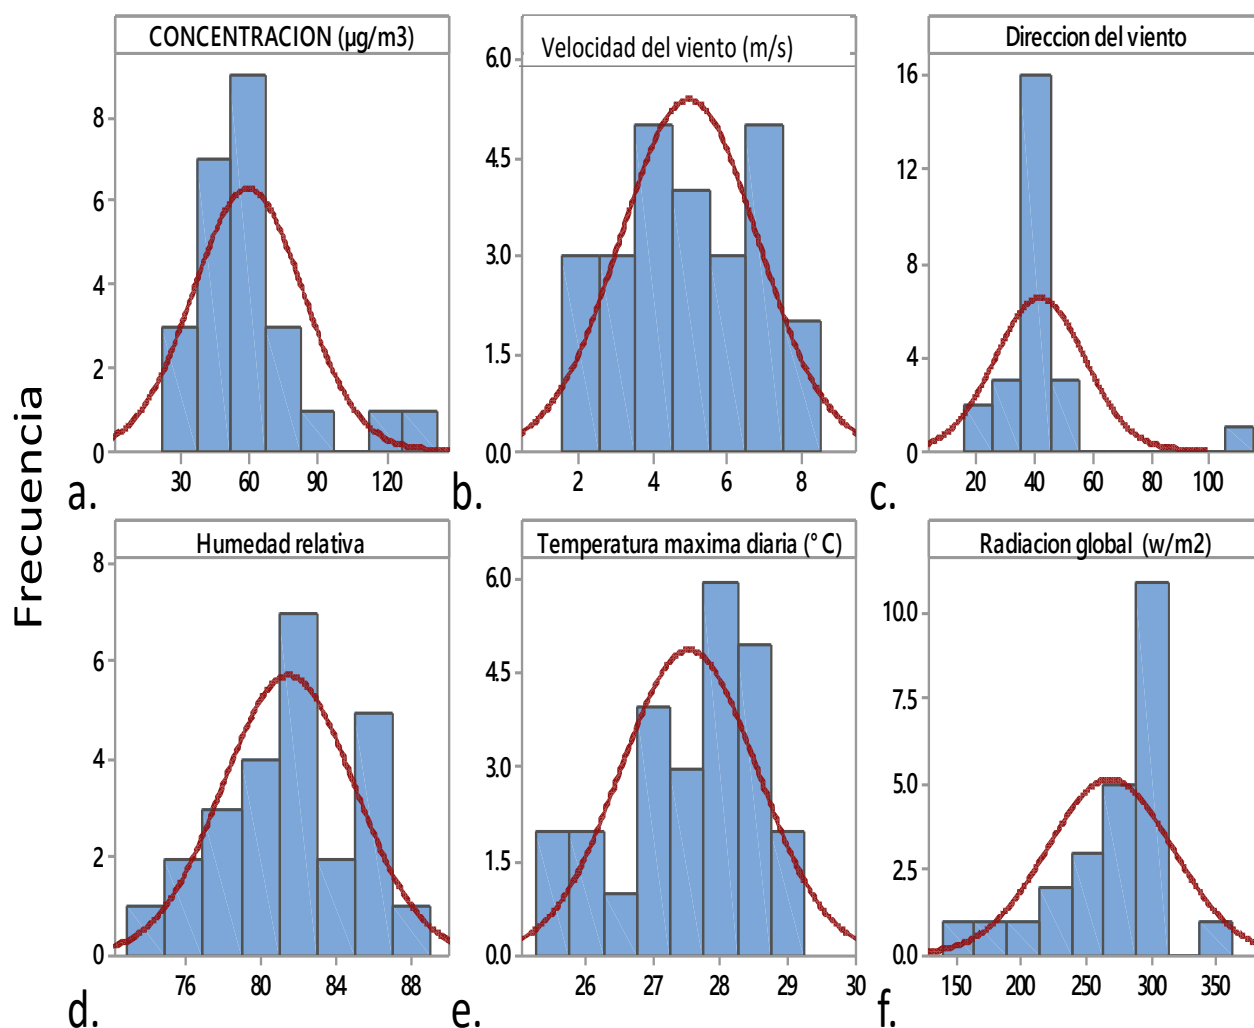 CONCENTRACION (µg/m3)
8
6
4
2
0
30 60 90 120
a.
Velocidad del viento (m/s)
6.0
4.5
3.0
1.5
0.0
2 4 6 8
b.
Direccion del viento
16
12
8
4
0
20 40 60 80 100
c.
Frecuencia
Humedad relativa
8
6
4
2
0
76 80 84 88
d.
Temperatura maxima diaria (° C)
6.0
4.5
3.0
1.5
0.0
26 27 28 29 30
e.
Radiacion global (w/m2)
10.0
7.5
5.0
2.5
0.0
150 200 250 300 350
f.